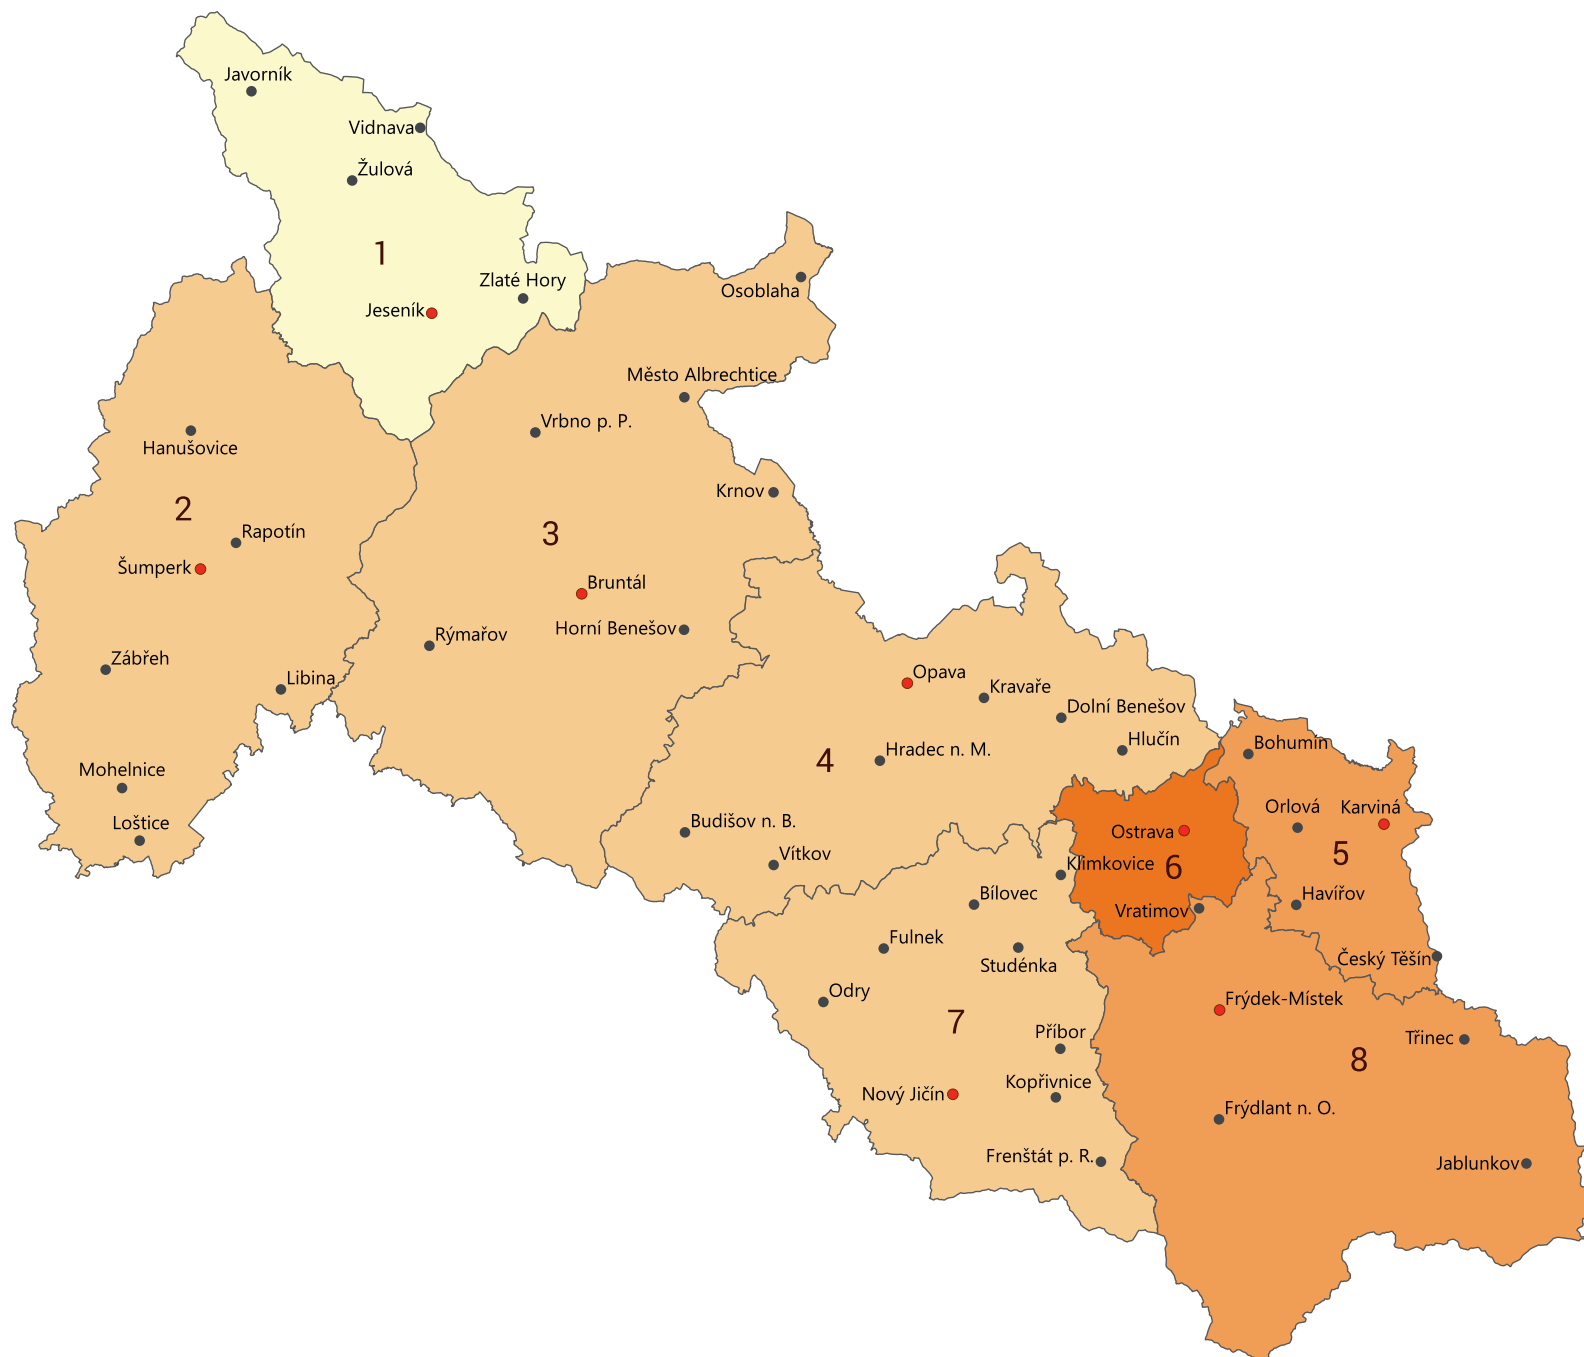 Javorník
Vidnava
Žulová
1
Zlaté Hory
Osoblaha
Jeseník
Město Albrechtice
Vrbno p. P.
Hanušovice
Krnov
2
3
Rapotín
Šumperk
Bruntál
Horní Benešov
Rýmařov
Zábřeh
Libina
Opava
Kravaře
Dolní Benešov
Hlučín
Bohumín
Hradec n. M.
4
Mohelnice
Orlová
Karviná
Loštice
Budišov n. B.
Ostrava
Vítkov
Klimkovice
6
5
Bílovec
Havířov
Vratimov
Fulnek
Studénka
Český Těšín
Odry
Frýdek-Místek
7
Příbor
Třinec
8
Kopřivnice
Nový Jičín
Frýdlant n. O.
Frenštát p. R.
Jablunkov